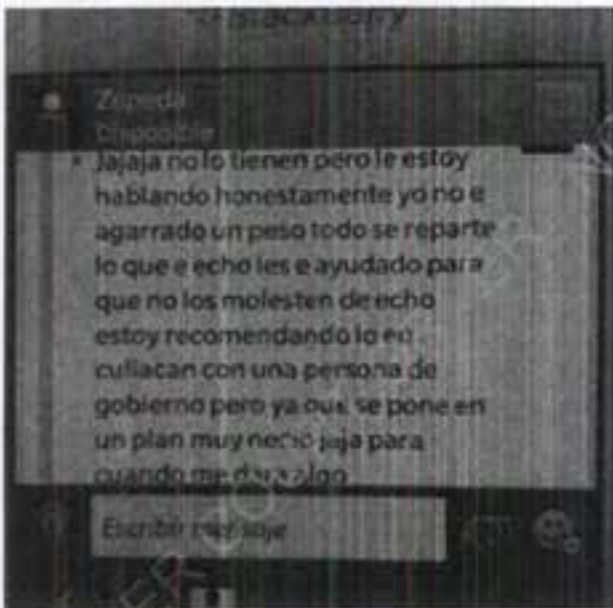 BlackBerry
Zepeda
Disponible
Jajaja no lo tienen pero le estoy
hablando honestamente yo no e
agarrado un peso todo se reparte
lo que e echo les e ayudado para
que no los molesten de echo
estoy recomendando lo en
culiacan con una persona de
gobierno pero ya que se pone en
un plan muy necio jaja para
cuando me dara algo
Escribir mensaje